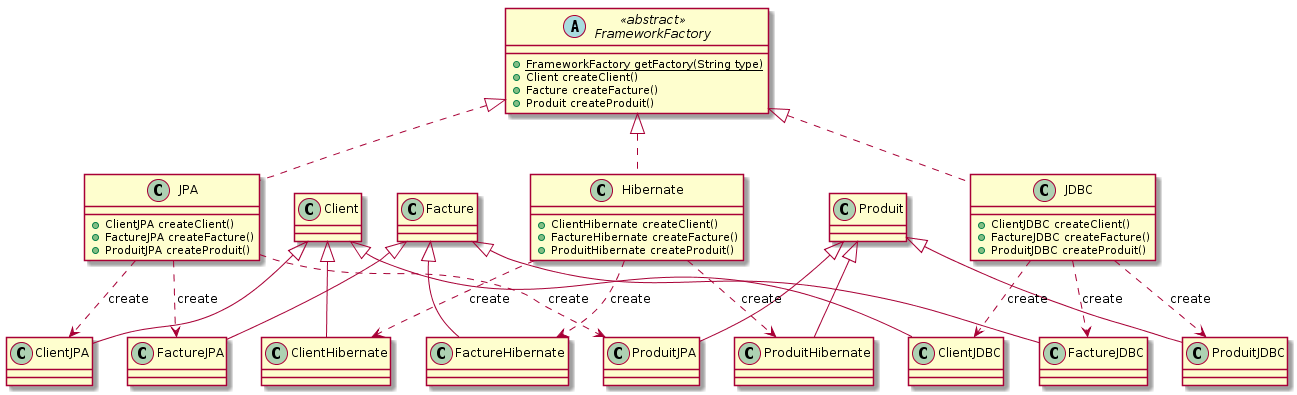 A
«abstract»
FrameworkFactory
FrameworkFactory getFactory(String type)
Client createClient()
Facture createFacture()
Produit createProduit()
C JPA
ClientJPA createClient()
FactureJPA createFacture()
ProduitJPA createProduit()
C Client
C Facture
C Hibernate
ClientHibernate createClient()
FactureHibernate createFacture()
ProduitHibernate createProduit()
C Produit
C JDBC
ClientJDBC createClient()
FactureJDBC createFacture()
ProduitJDBC createProduit()
create
create
create
create
create
create
create
create
create
C ClientJPA
C FactureJPA
C ClientHibernate
C FactureHibernate
C ProduitJPA
C ProduitHibernate
C ClientJDBC
C FactureJDBC
C ProduitJDBC